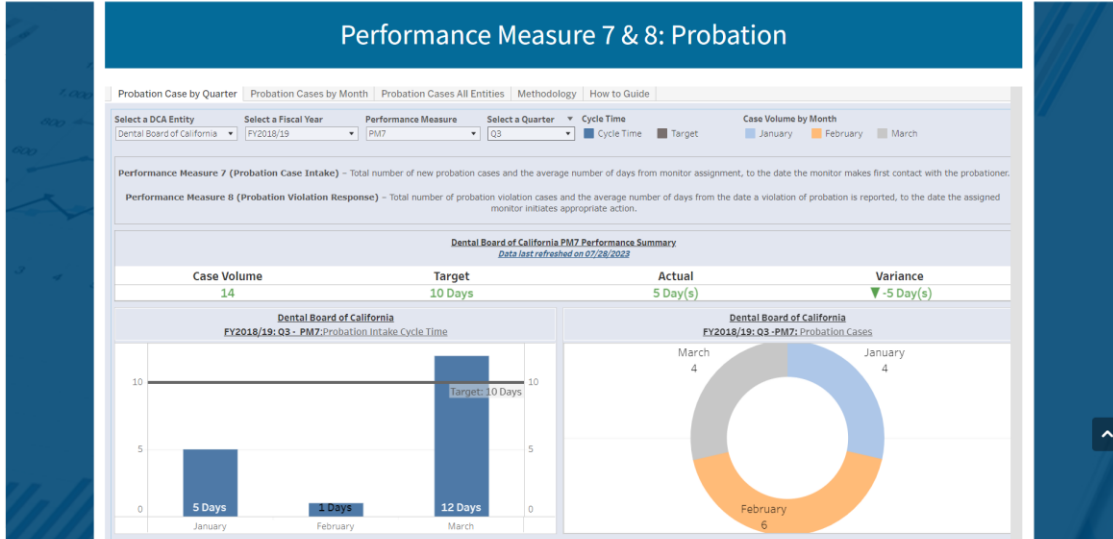 Performance Measure 7 & 8: Probation
Probation Case by Quarter Probation Cases by Month Probation Cases All Entities Methodology How to Guide
Select a DCA Entity Select a Fiscal Year Performance Measure Select a Quarter Cycle Time Case Volume by Month
Dental Board of California FY2018/19 PM7 Q3 Cycle Time Target January February March
Performance Measure 7 (Probation Case Intake) – Total number of new probation cases and the average number of days from monitor assignment, to the date the monitor makes first contact with the probationer.
Performance Measure 8 (Probation Violation Response) – Total number of probation violation cases and the average number of days from the date a violation of probation is reported, to the date the assigned
monitor initiates appropriate action.
Dental Board of California PM7 Performance Summary
Data last refreshed on 07/28/2023
Case Volume Target Actual Variance
14 10 Days 5 Day(s) ▼ -5 Day(s)
Dental Board of California
FY2018/19: Q3 - PM7:Probation Intake Cycle Time
10 10
Target: 10 Days
5 5
0 5 Days 1 Days 12 Days 0
January February March
Dental Board of California
FY2018/19: Q3 -PM7: Probation Cases
March January
4 4
February
6